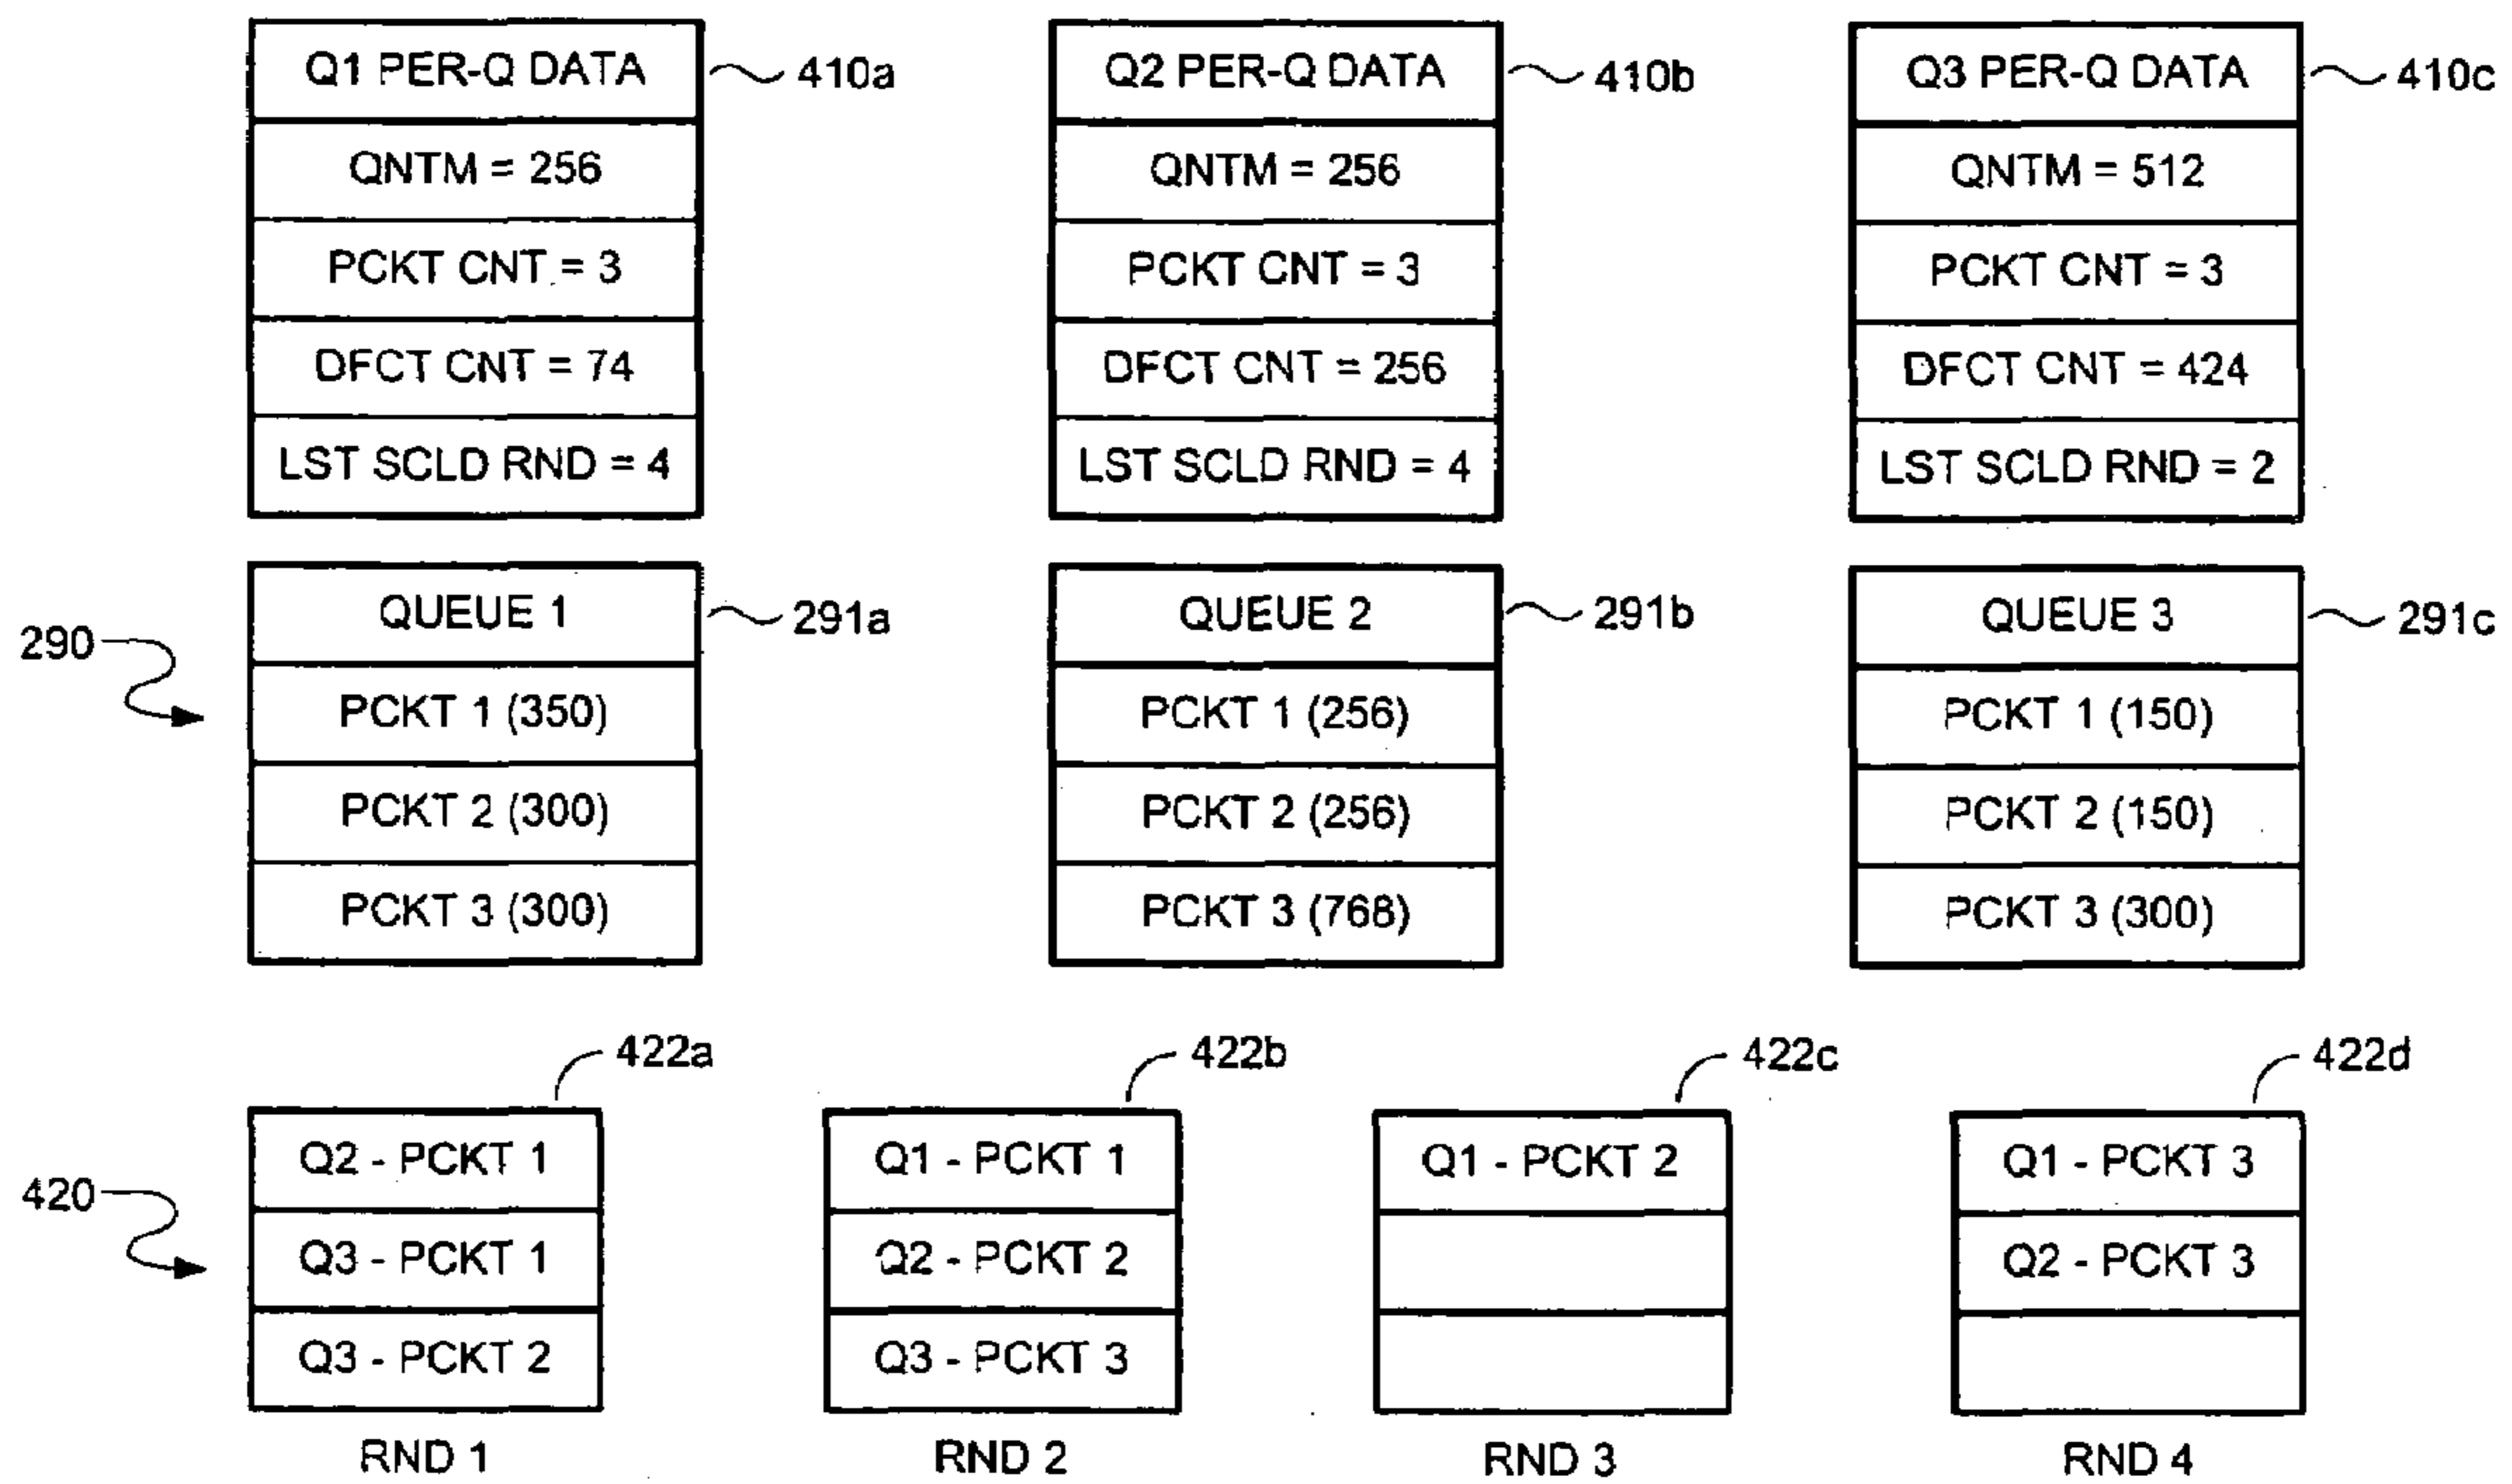 Q1 PER-Q DATA
410a
QNTM = 256
PCKT CNT = 3
DFCT CNT = 74
LST SCLD RND = 4
Q2 PER-Q DATA
410b
QNTM = 256
PCKT CNT = 3
DFCT CNT = 256
LST SCLD RND = 4
Q3 PER-Q DATA
410c
QNTM = 512
PCKT CNT = 3
DFCT CNT = 424
LST SCLD RND = 2
290
QUEUE 1
291a
PCKT 1 (350)
PCKT 2 (300)
PCKT 3 (300)
QUEUE 2
291b
PCKT 1 (256)
PCKT 2 (256)
PCKT 3 (768)
QUEUE 3
291c
PCKT 1 (150)
PCKT 2 (150)
PCKT 3 (300)
420
422a
Q2 - PCKT 1
Q3 - PCKT 1
Q3 - PCKT 2
RND 1
422b
Q1 - PCKT 1
Q2 - PCKT 2
Q3 - PCKT 3
RND 2
422c
Q1 - PCKT 2
RND 3
422d
Q1 - PCKT 3
Q2 - PCKT 3
RND 4